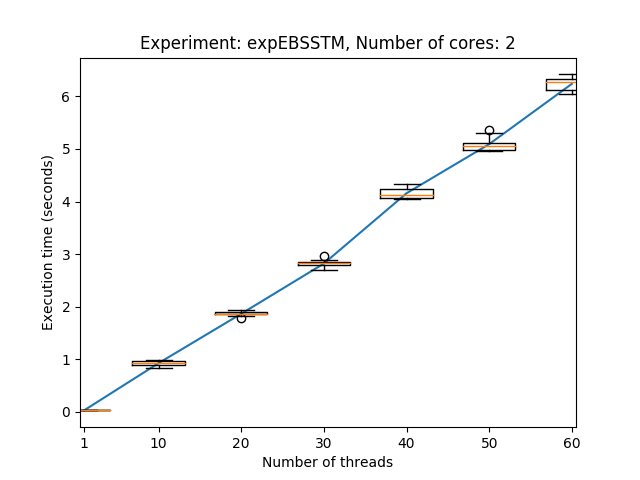 Experiment: expEBSSTM, Number of cores: 2
Execution time (seconds)
6
5
4
3
2
1
0
1 10 20 30 40 50 60
Number of threads